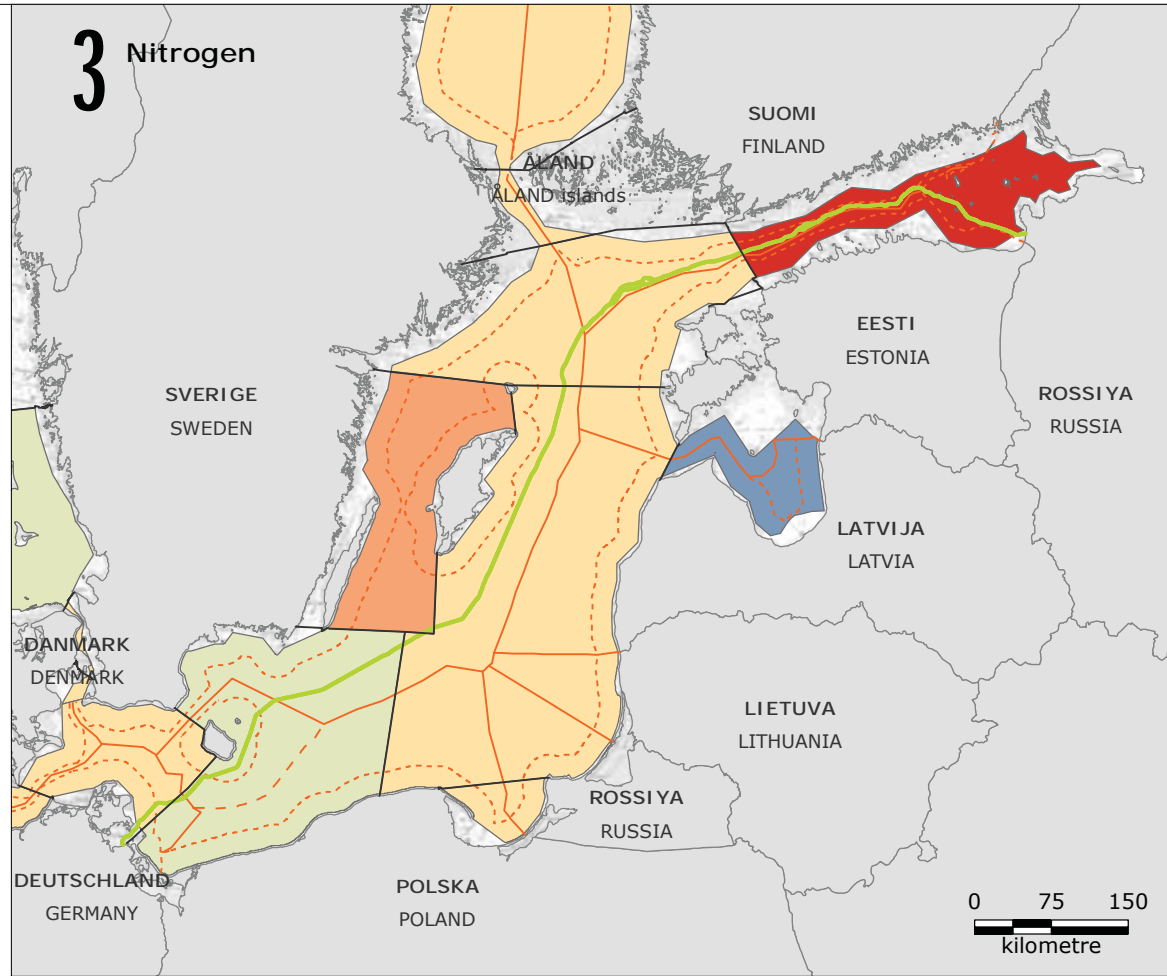 3 Nitrogen
SUOMI
FINLAND
ÅLAND
ÅLAND islands
EESTI
ESTONIA
SVERIGE
SWEDEN
ROSSIYA
RUSSIA
LATVIJA
LATVIA
DANMARK
DENMARK
LIETUVA
LITHUANIA
ROSSIYA
RUSSIA
DEUTSCHLAND
GERMANY
POLSKA
POLAND
0 75 150
kilometre